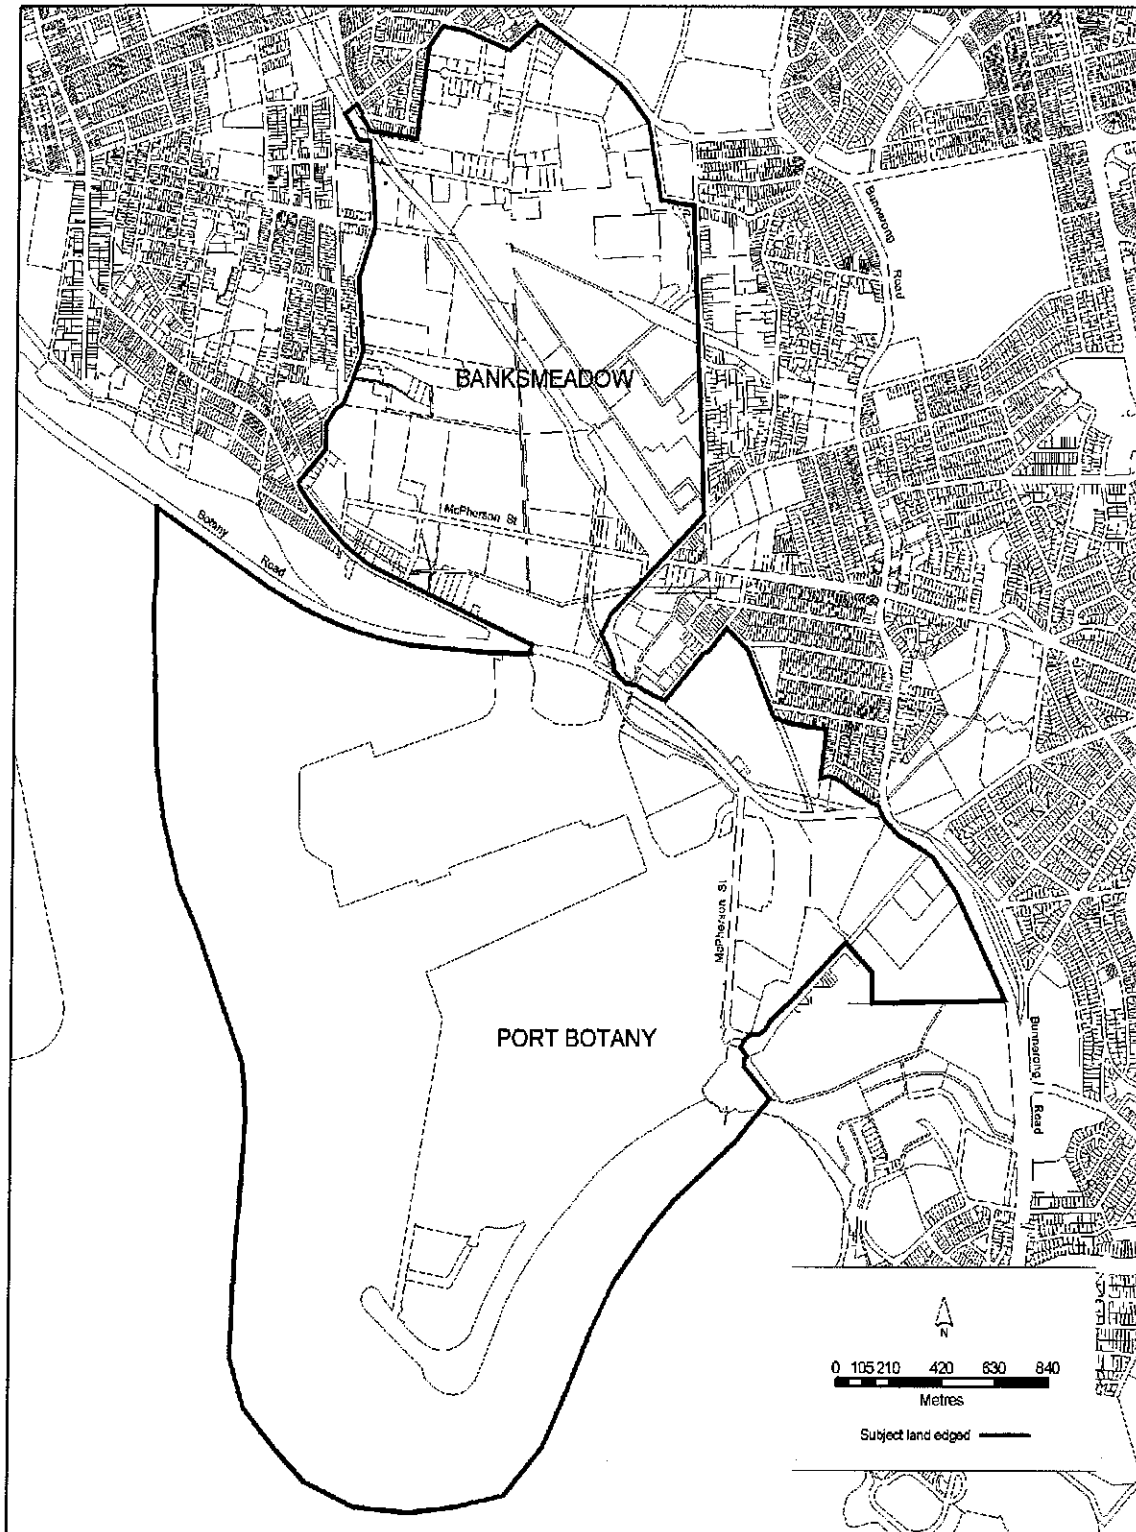 Bunnerong
Road
BANKSMEADOW
McPherson St
Botany
Road
McPherson St
PORT BOTANY
Bunnerong
Road
N
0 105 210 420 630 840
Metres
Subject land edged